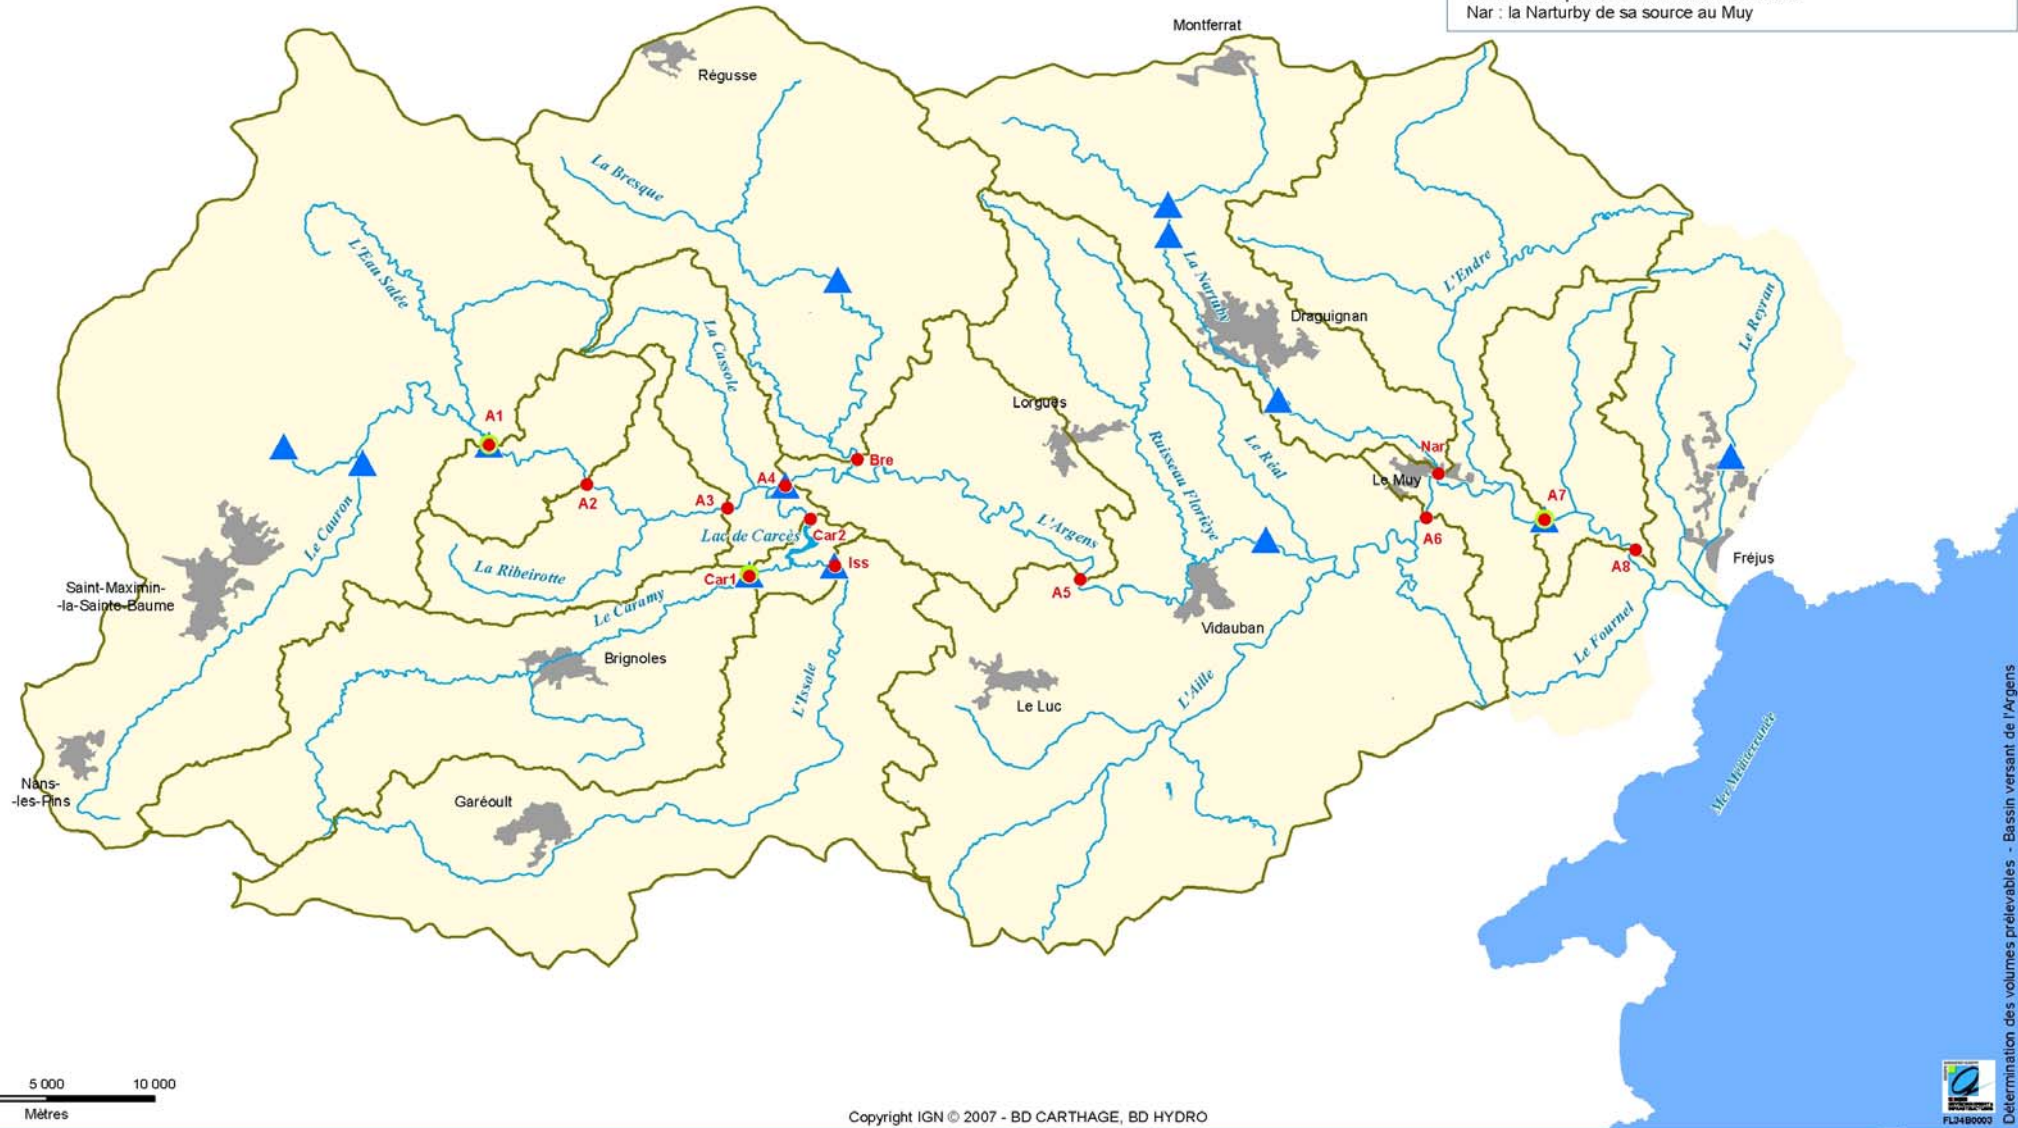 Nar : la Narturby de sa source au Muy
Montferrat
Régusse
La Bresque
L'Eau Salée
La Nartuby
L'Endre
Le Reyran
Draguignan
La Cassole
Lorgues
A1
Bre
Nar
Le Réal
Ruisseau Florièye
Le Muy
A4
A2
A3
A7
Le Cauron
L'Argens
Lac de Carcès
Car2
A6
Iss
Fréjus
La Ribeirotte
Car1
A8
A5
Saint-Maximin-
-la-Sainte-Baume
Le Caramy
Vidauban
Le Fournel
Brignoles
L'Issole
L'Aille
Le Luc
Mer Méditerranée
Nans-
-les-Pins
Garéoult
5 000
10 000
Mètres
Copyright IGN © 2007 - BD CARTHAGE, BD HYDRO
Détermination des volumes prélevables - Bassin versant de l'Argens
FL34B0003